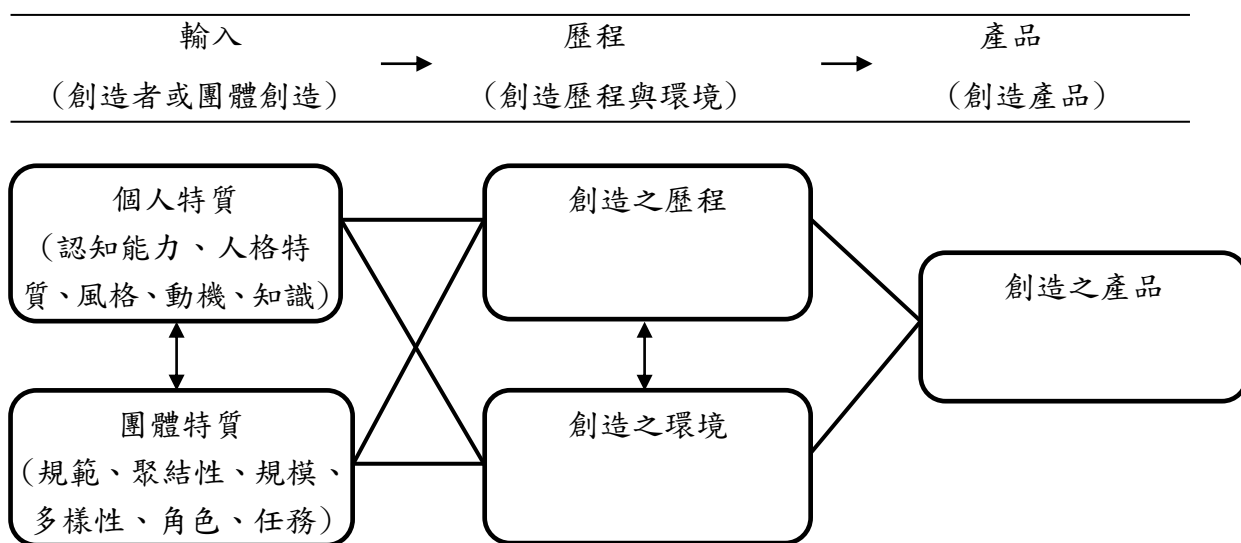 輸入
歷程
產品
（創造者或團體創造）
（創造歷程與環境）
（創造產品）
個人特質
（認知能力、人格特
質、風格、動機、知識）
創造之歷程
創造之產品
團體特質
（規範、聚結性、規模、
多樣性、角色、任務）
創造之環境